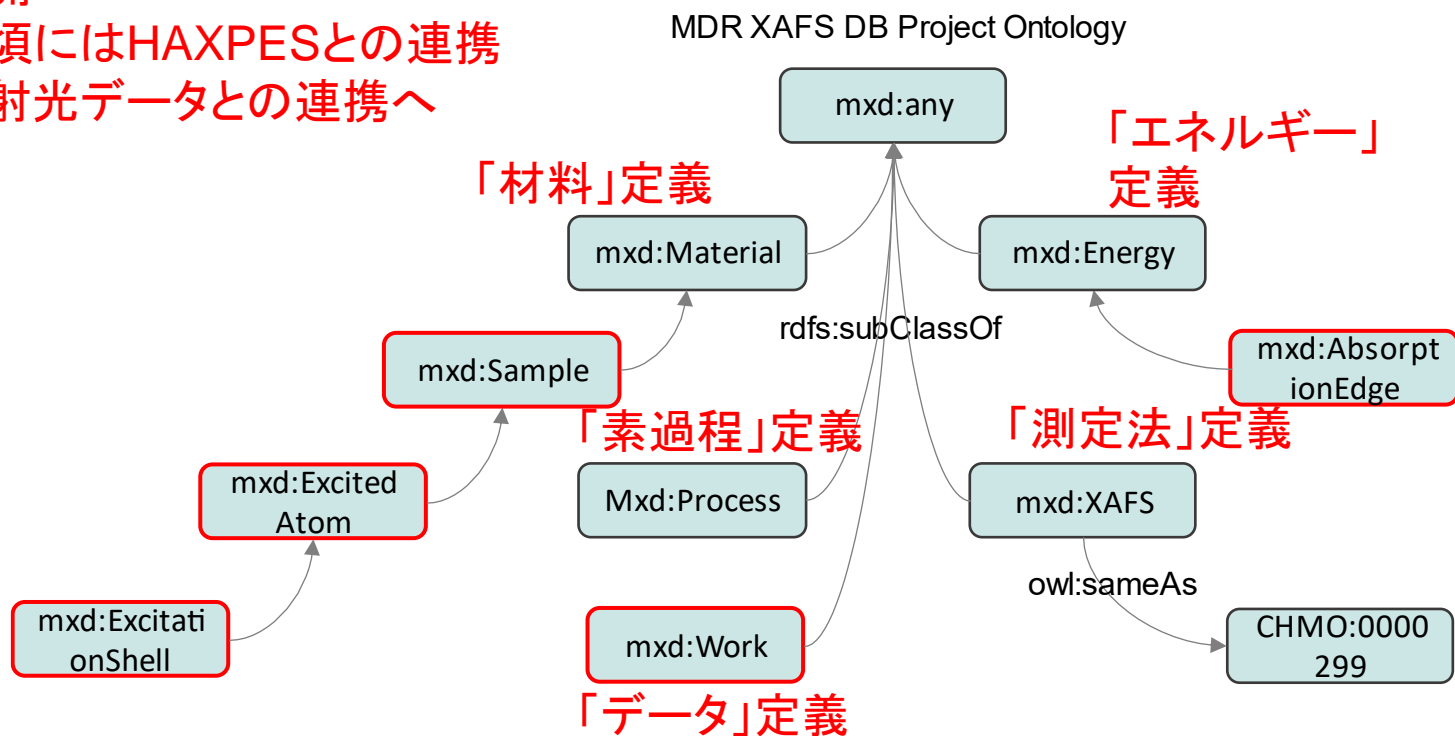 頃にはHAXPESとの連携
射光データとの連携へ
MDR XAFS DB Project Ontology
mxd:any
「エネルギー」
定義
「材料」定義
mxd:Material
mxd:Energy
rdfs:subClassOf
mxd:Sample
mxd:Absorpt
ionEdge
「素過程」定義
「測定法」定義
mxd:Excited
Atom
Mxd:Process
mxd:XAFS
owl:sameAs
mxd:Excitati
onShell
mxd:Work
CHMO:0000
299
「データ」定義